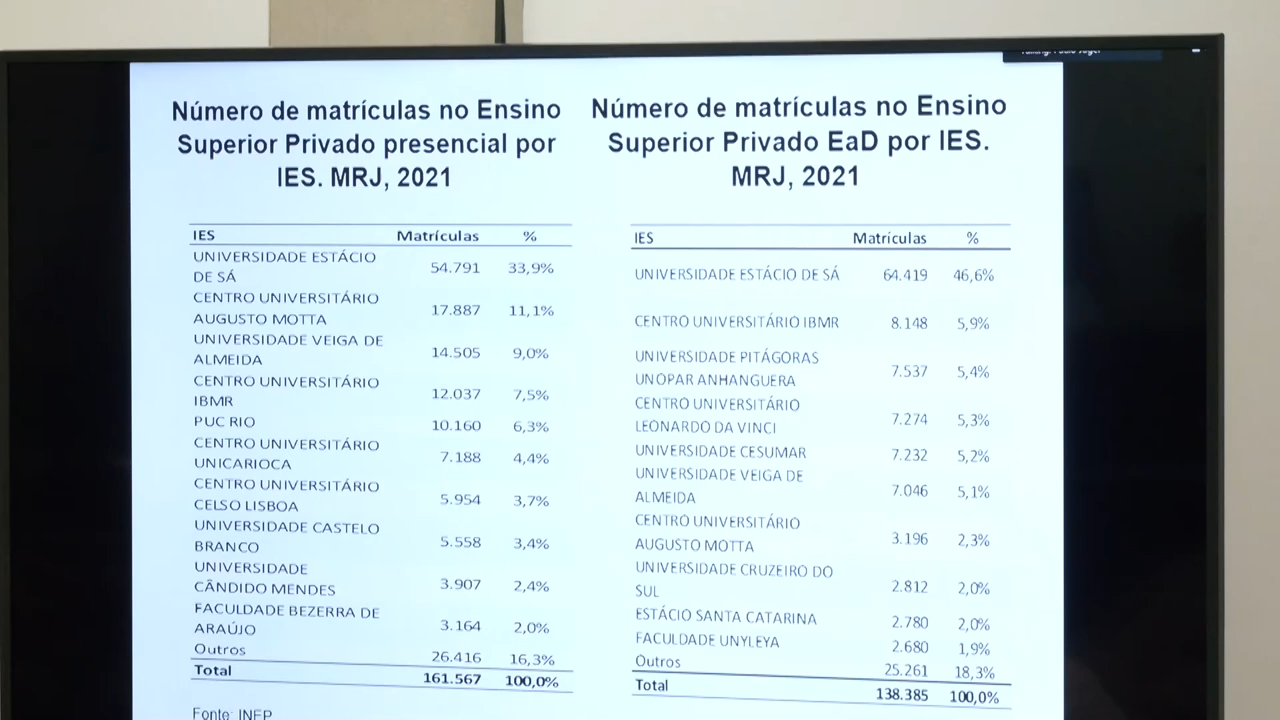 Número de matrículas no Ensino
Superior Privado presencial por
IES. MRJ, 2021
IES Matrículas %
UNIVERSIDADE ESTÁCIO
DE SÁ 54.791 33,9%
CENTRO UNIVERSITÁRIO
AUGUSTO MOTTA 17.887 11,1%
UNIVERSIDADE VEIGA DE
ALMEIDA 14.505 9,0%
CENTRO UNIVERSITÁRIO
IBMR 12.037 7,5%
PUC RIO 10.160 6,3%
CENTRO UNIVERSITÁRIO
UNICARIOCA 7.188 4,4%
CENTRO UNIVERSITÁRIO
CELSO LISBOA 5.954 3,7%
UNIVERSIDADE CASTELO
BRANCO 5.558 3,4%
UNIVERSIDADE
CÂNDIDO MENDES 3.907 2,4%
FACULDADE BEZERRA DE
ARAÚJO 3.164 2,0%
Outros 26.416 16,3%
Total 161.567 100,0%
Fonte: INEP
Número de matrículas no Ensino
Superior Privado EaD por IES.
MRJ, 2021
IES Matrículas %
UNIVERSIDADE ESTÁCIO DE SÁ 64.419 46,6%
CENTRO UNIVERSITÁRIO IBMR 8.148 5,9%
UNIVERSIDADE PITÁGORAS
UNOPAR ANHANGUERA 7.537 5,4%
CENTRO UNIVERSITÁRIO
LEONARDO DA VINCI 7.274 5,3%
UNIVERSIDADE CESUMAR 7.232 5,2%
UNIVERSIDADE VEIGA DE
ALMEIDA 7.046 5,1%
CENTRO UNIVERSITÁRIO
AUGUSTO MOTTA 3.196 2,3%
UNIVERSIDADE CRUZEIRO DO
SUL 2.812 2,0%
ESTÁCIO SANTA CATARINA 2.780 2,0%
FACULDADE UNYLEYA 2.680 1,9%
Outros 25.261 18,3%
Total 138.385 100,0%